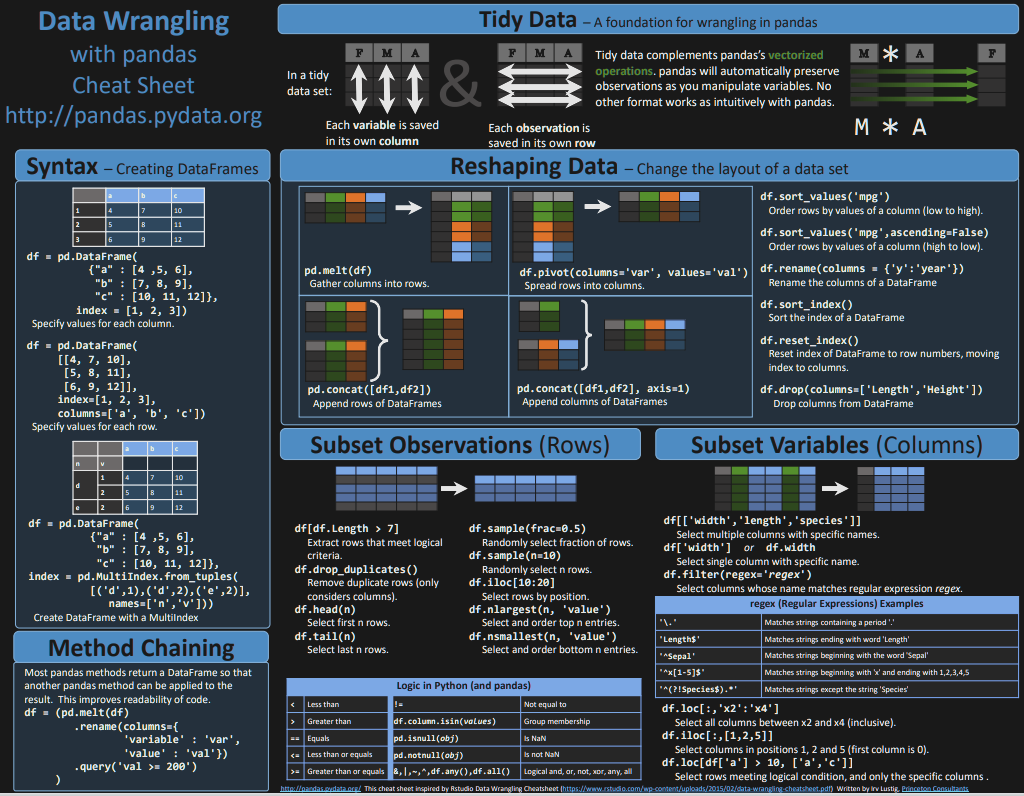 Data Wrangling
with pandas
Cheat Sheet
http://pandas.pydata.org
Tidy Data – A foundation for wrangling in pandas
In a tidy
data set:
F M A
&
F M A
Each variable is saved
in its own column
Each observation is
saved in its own row
Tidy data complements pandas's vectorized
operations. pandas will automatically preserve
observations as you manipulate variables. No
other format works as intuitively with pandas.
M * A F
M * A
Syntax – Creating DataFrames
a b c
1 4 7 10
2 5 8 11
3 6 9 12
df = pd.DataFrame(
{"a" : [4 ,5, 6],
"b" : [7, 8, 9],
"c" : [10, 11, 12]},
index = [1, 2, 3])
Specify values for each column.
df = pd.DataFrame(
[[4, 7, 10],
[5, 8, 11],
[6, 9, 12]],
index=[1, 2, 3],
columns=['a', 'b', 'c'])
Specify values for each row.
a b c
n v
d 1 4 7 10
2 5 8 11
e 2 6 9 12
df = pd.DataFrame(
{"a" : [4 ,5, 6],
"b" : [7, 8, 9],
"c" : [10, 11, 12]},
index = pd.MultiIndex.from_tuples(
[('d',1),('d',2),('e',2)],
names=['n','v']))
Create DataFrame with a MultiIndex
Method Chaining
Most pandas methods return a DataFrame so that
another pandas method can be applied to the
result. This improves readability of code.
df = (pd.melt(df)
.rename(columns={
'variable' : 'var',
'value' : 'val'})
.query('val >= 200')
)
Reshaping Data – Change the layout of a data set
pd.melt(df)
Gather columns into rows.
df.pivot(columns='var', values='val')
Spread rows into columns.
pd.concat([df1,df2])
Append rows of DataFrames
pd.concat([df1,df2], axis=1)
Append columns of DataFrames
df.sort_values('mpg')
Order rows by values of a column (low to high).
df.sort_values('mpg',ascending=False)
Order rows by values of a column (high to low).
df.rename(columns = {'y':'year'})
Rename the columns of a DataFrame
df.sort_index()
Sort the index of a DataFrame
df.reset_index()
Reset index of DataFrame to row numbers, moving
index to columns.
df.drop(columns=['Length','Height'])
Drop columns from DataFrame
Subset Observations (Rows)
df[df.Length > 7]
Extract rows that meet logical
criteria.
df.drop_duplicates()
Remove duplicate rows (only
considers columns).
df.head(n)
Select first n rows.
df.tail(n)
Select last n rows.
df.sample(frac=0.5)
Randomly select fraction of rows.
df.sample(n=10)
Randomly select n rows.
df.iloc[10:20]
Select rows by position.
df.nlargest(n, 'value')
Select and order top n entries.
df.nsmallest(n, 'value')
Select and order bottom n entries.
Logic in Python (and pandas)
< Less than != Not equal to
> Greater than df.column.isin(values) Group membership
== Equals pd.isnull(obj) Is NaN
<= Less than or equals pd.notnull(obj) Is not NaN
>= Greater than or equals &,|,~,^,df.any(),df.all() Logical and, or, not, xor, any, all
Subset Variables (Columns)
df[['width','length','species']]
Select multiple columns with specific names.
df['width'] or df.width
Select single column with specific name.
df.filter(regex='regex')
Select columns whose name matches regular expression regex.
regex (Regular Expressions) Examples
'\.' Matches strings containing a period '.'
'Length$' Matches strings ending with word 'Length'
'^Sepal' Matches strings beginning with the word 'Sepal'
'^x[1-5]$' Matches strings beginning with 'x' and ending with 1,2,3,4,5
'^(?!Species$).*' Matches strings except the string 'Species'
df.loc[:,'x2':'x4']
Select all columns between x2 and x4 (inclusive).
df.iloc[:,[1,2,5]]
Select columns in positions 1, 2 and 5 (first column is 0).
df.loc[df['a'] > 10, ['a','c']]
Select rows meeting logical condition, and only the specific columns .
http://pandas.pydata.org/ This cheat sheet inspired by Rstudio Data Wrangling Cheatsheet (https://www.rstudio.com/wp-content/uploads/2015/02/data-wrangling-cheatsheet.pdf) Written by Irv Lustig, Princeton Consultants